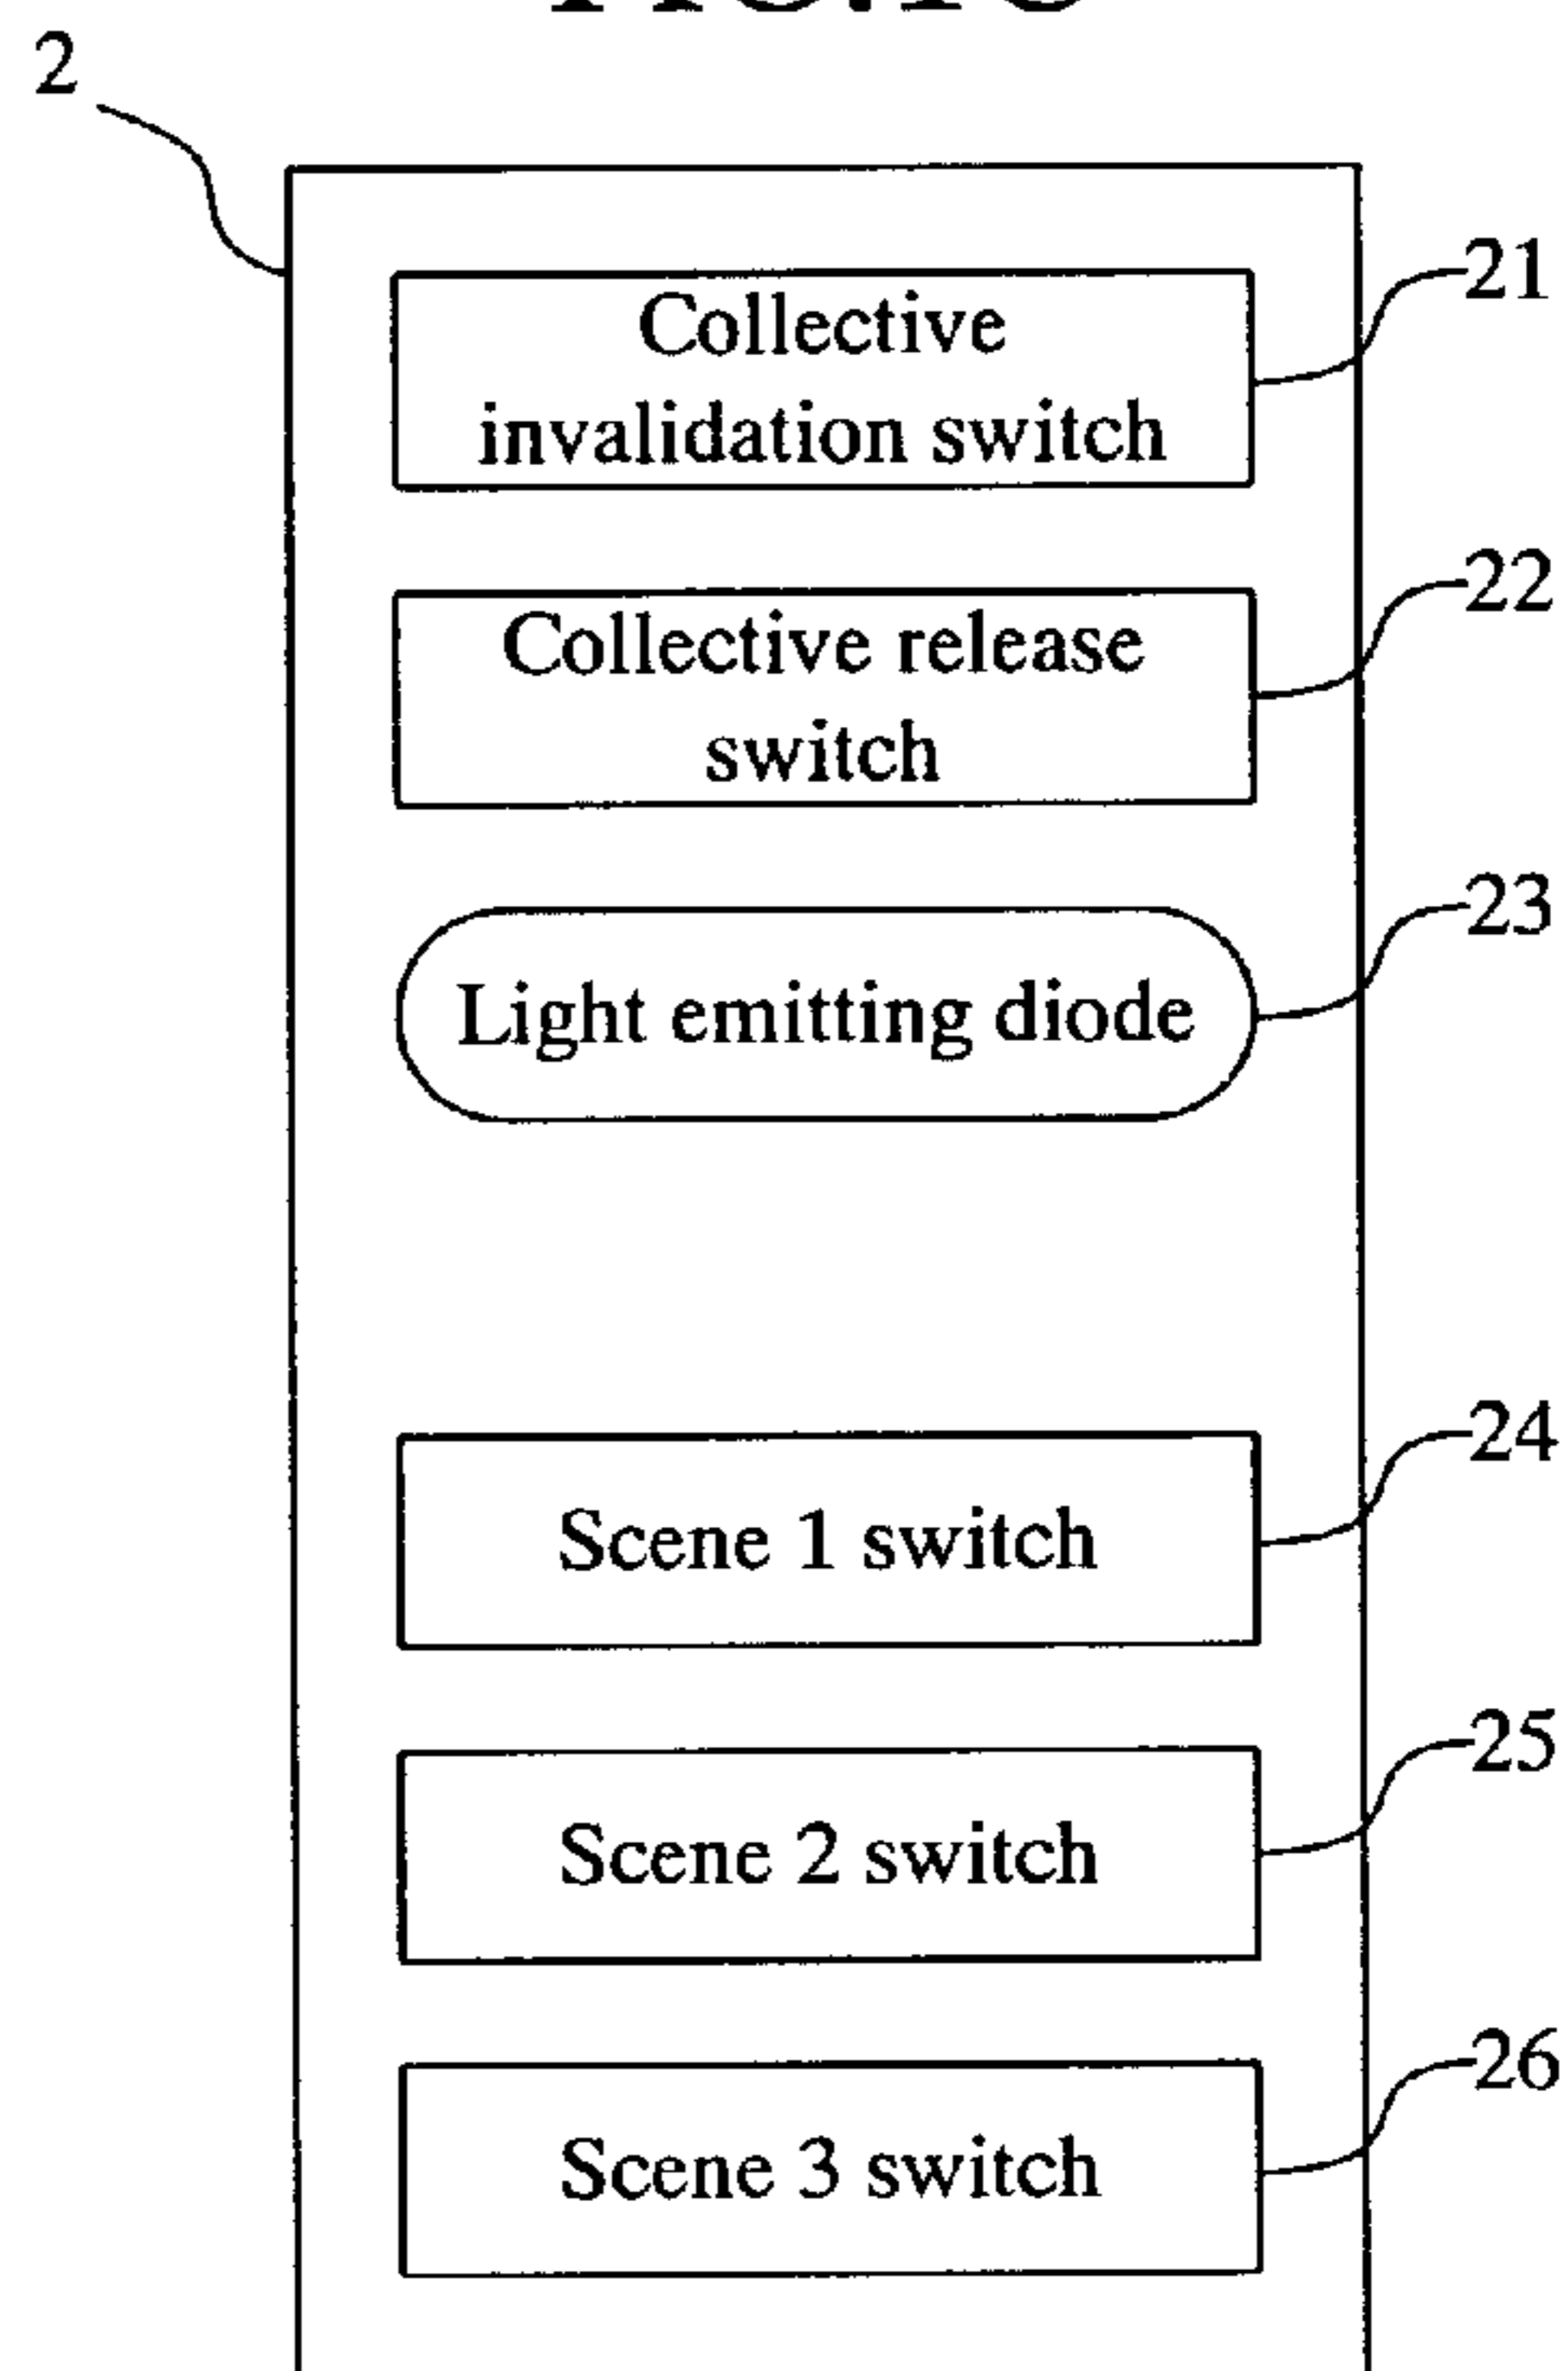 2
Collective
invalidation switch
21
Collective release
switch
22
Light emitting diode
23
Scene 1 switch
24
Scene 2 switch
25
Scene 3 switch
26